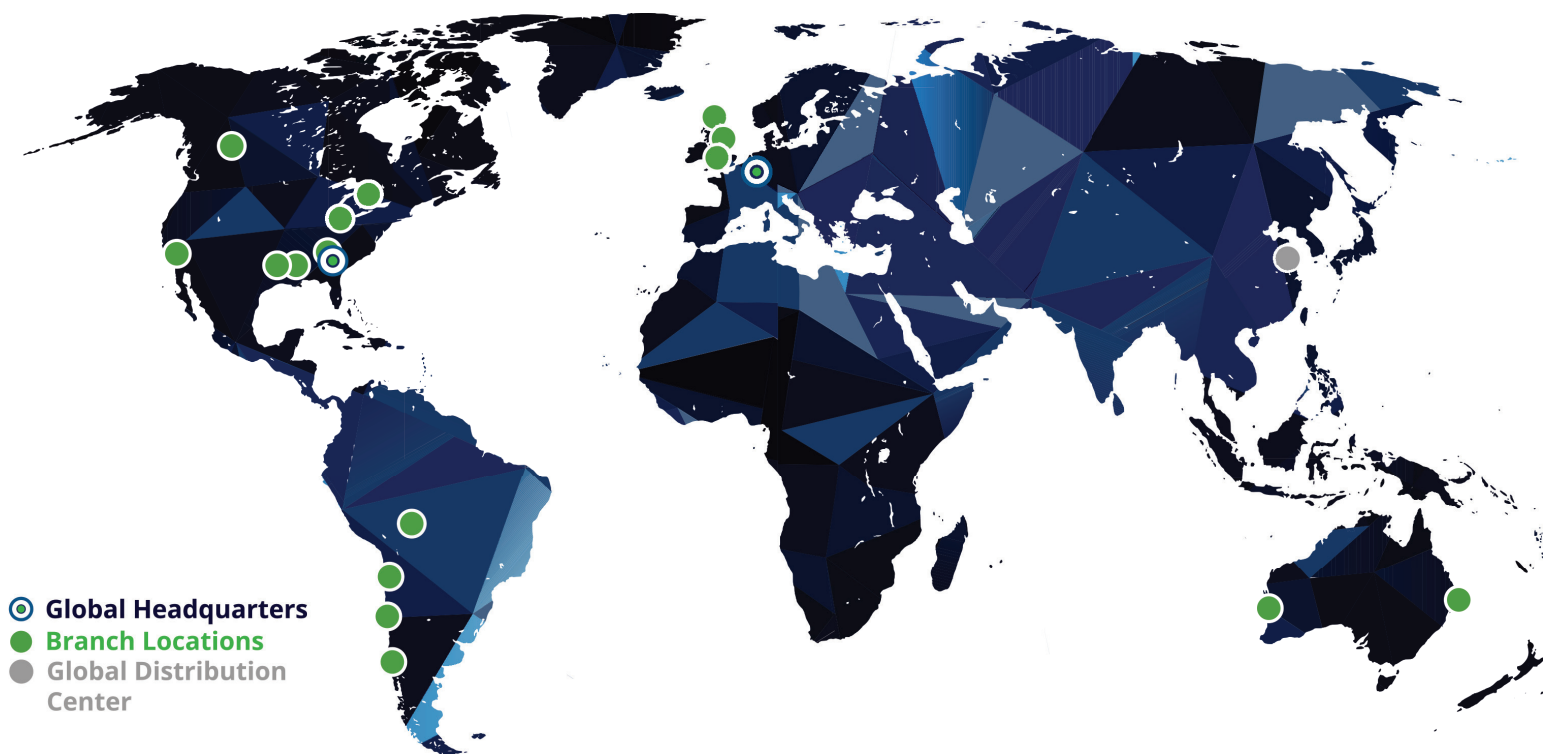 Global Headquarters
Branch Locations
Global Distribution
Center